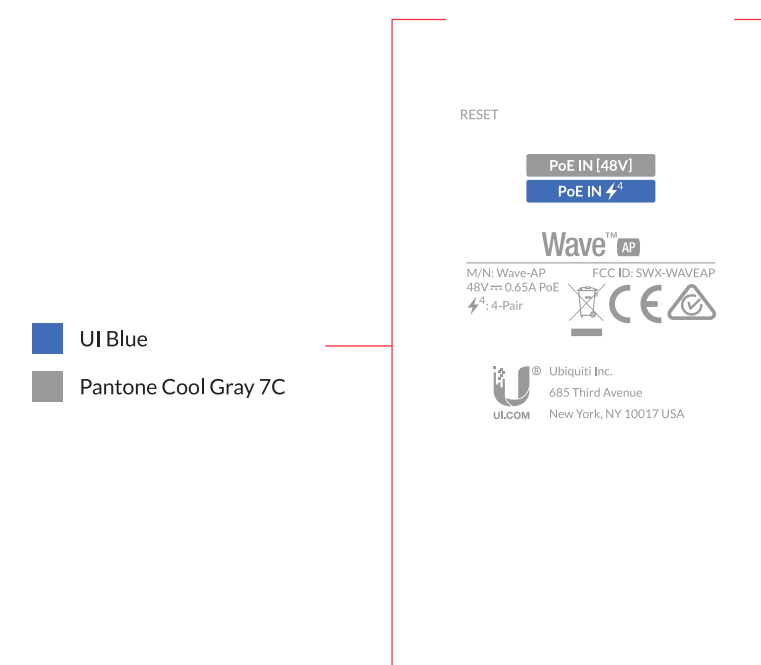 RESET
PoE IN [48V]
PoE IN ⚡4
Wave™ AP
M/N: Wave-AP FCC ID: SWX-WAVEAP
48V⎓ 0.65A PoE
⚡4: 4-Pair
CE
UI Blue
Pantone Cool Gray 7C
U® Ubiquiti Inc.
685 Third Avenue
UI.COM New York, NY 10017 USA